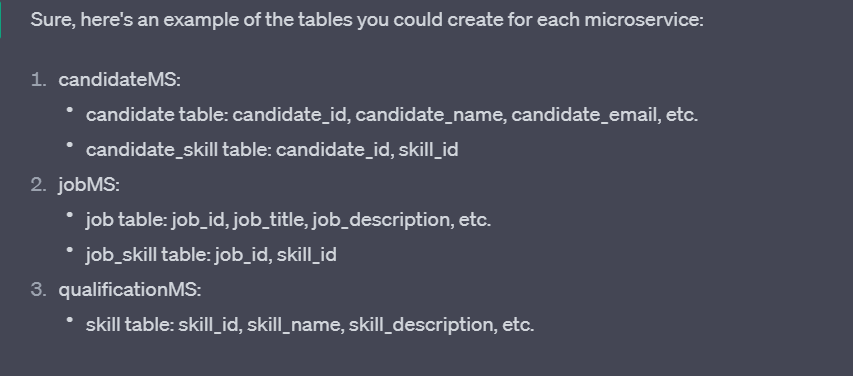 Sure, here's an example of the tables you could create for each microservice:
1. candidateMS:
• candidate table: candidate_id, candidate_name, candidate_email, etc.
• candidate_skill table: candidate_id, skill_id
2. jobMS:
• job table: job_id, job_title, job_description, etc.
• job_skill table: job_id, skill_id
3. qualificationMS:
• skill table: skill_id, skill_name, skill_description, etc.